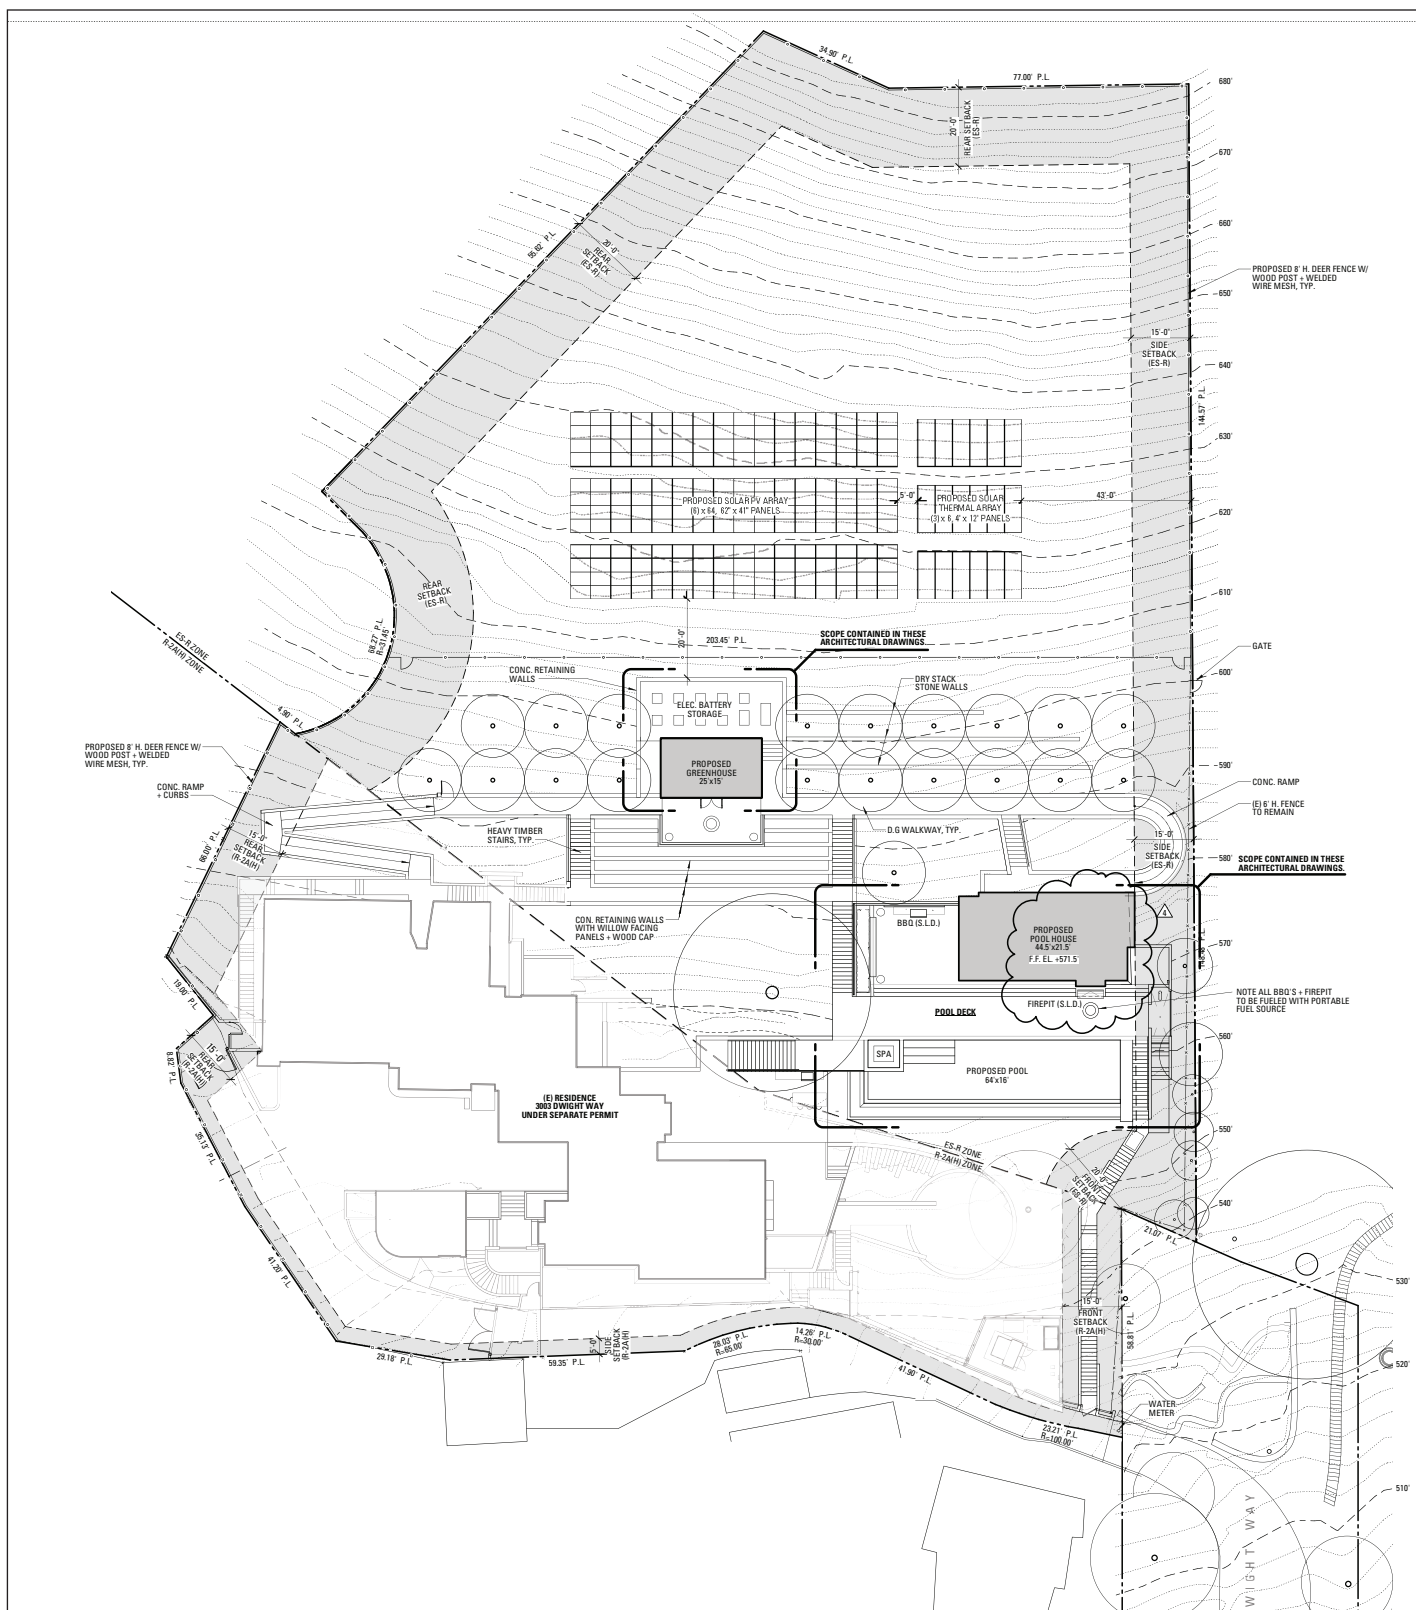 34.90' P.L.
77.00' P.L.
680'
20'-0"
REAR SETBACK
(ES-R)
670'
660'
20'-0"
REAR
SETBACK
(ES-R)
PROPOSED 8' H. DEER FENCE W/
WOOD POST + WELDED
WIRE MESH, TYP.
650'
15'-0"
SIDE
SETBACK
(ES-R)
640'
144.57' P.L.
630'
PROPOSED SOLAR PV ARRAY
(6) x 64, 62" x 41" PANELS
5'-0"
PROPOSED SOLAR
THERMAL ARRAY
(3) x 6, 4' x 12' PANELS
43'-0"
620'
REAR
SETBACK
(ES-R)
610'
ES-R ZONE
R-2A(H) ZONE
68.27' P.L.
R=31.45'
20'-0"
203.45' P.L.
SCOPE CONTAINED IN THESE
ARCHITECTURAL DRAWINGS.
GATE
600'
CONC. RETAINING
WALLS
DRY STACK
STONE WALLS
4.90' P.L.
ELEC. BATTERY
STORAGE
PROPOSED 8' H. DEER FENCE W/
WOOD POST + WELDED
WIRE MESH, TYP.
PROPOSED
GREENHOUSE
25'x15'
590'
CONC. RAMP
+ CURBS
CONC. RAMP
(E) 6' H. FENCE
TO REMAIN
HEAVY TIMBER
STAIRS, TYP.
D.G WALKWAY, TYP.
15'-0"
REAR
SETBACK
(R-2A(H)
66.00' P.L.
15'-0"
SIDE
SETBACK
(ES-R)
580'
SCOPE CONTAINED IN THESE
ARCHITECTURAL DRAWINGS.
CON. RETAINING WALLS
WITH WILLOW FACING
PANELS + WOOD CAP
BBQ (S.L.D.)
PROPOSED
POOL HOUSE
44.5'x21.5'
F.F. EL. +571.5'
4
570'
19.00' P.L.
FIREPIT (S.L.D.)
POOL DECK
NOTE ALL BBQ'S + FIREPIT
TO BE FUELED WITH PORTABLE
FUEL SOURCE
560'
15'-0"
REAR
SETBACK
(R-2A(H)
8.82' P.L.
SPA
PROPOSED POOL
64'x16'
(E) RESIDENCE
3003 DWIGHT WAY
UNDER SEPARATE PERMIT
35.13' P.L.
550'
ES-R ZONE
R-2A(H) ZONE
20'-0"
FRONT
SETBACK
(ES-R)
540'
21.07' P.L.
41.20' P.L.
530'
15'-0"
FRONT
SETBACK
(R-2A(H)
58.81' P.L.
29.18' P.L.
59.35' P.L.
5'-0"
SIDE
SETBACK
(R-2A(H)
28.03' P.L.
R=65.00'
14.26' P.L.
R=30.00'
41.90' P.L.
520'
WATER
METER
23.21' P.L.
R=100.00'
510'
WIGHT WAY